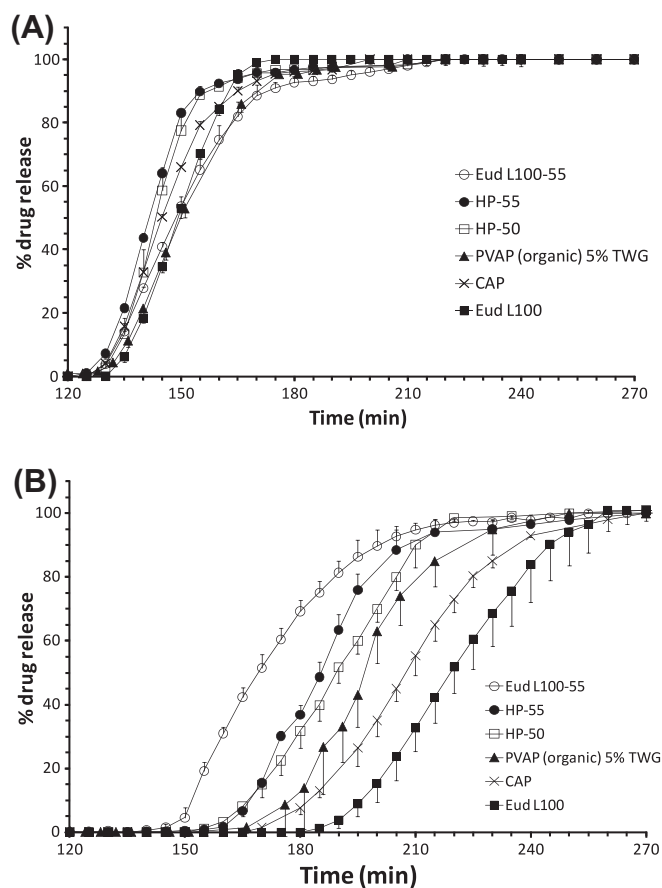 (A)
100
80
60
40
20
0
% drug release
Eud L100-55
HP-55
HP-50
PVAP (organic) 5% TWG
CAP
Eud L100
120 150 180 210 240 270
Time (min)
(B)
100
80
60
40
20
0
% drug release
Eud L100-55
HP-55
HP-50
PVAP (organic) 5% TWG
CAP
Eud L100
120 150 180 210 240 270
Time (min)